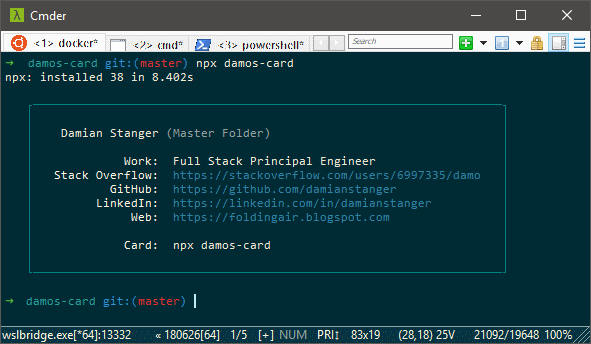 λ Cmder
<1> docker* <2> cmd* <3> powershell* Search
➜ damos-card git:(master) npx damos-card
npx: installed 38 in 8.402s
Damian Stanger (Master Folder)
Work: Full Stack Principal Engineer
Stack Overflow: https://stackoverflow.com/users/6997335/damo
GitHub: https://github.com/damianstanger
LinkedIn: https://linkedin.com/in/damianstanger
Web: https://foldingair.blogspot.com
Card: npx damos-card
➜ damos-card git:(master)
wslbridge.exe[*64]:13332 « 180626[64] 1/5 [+] NUM PRI↕ 83x19 (28,18) 25V 21092/19648 100%